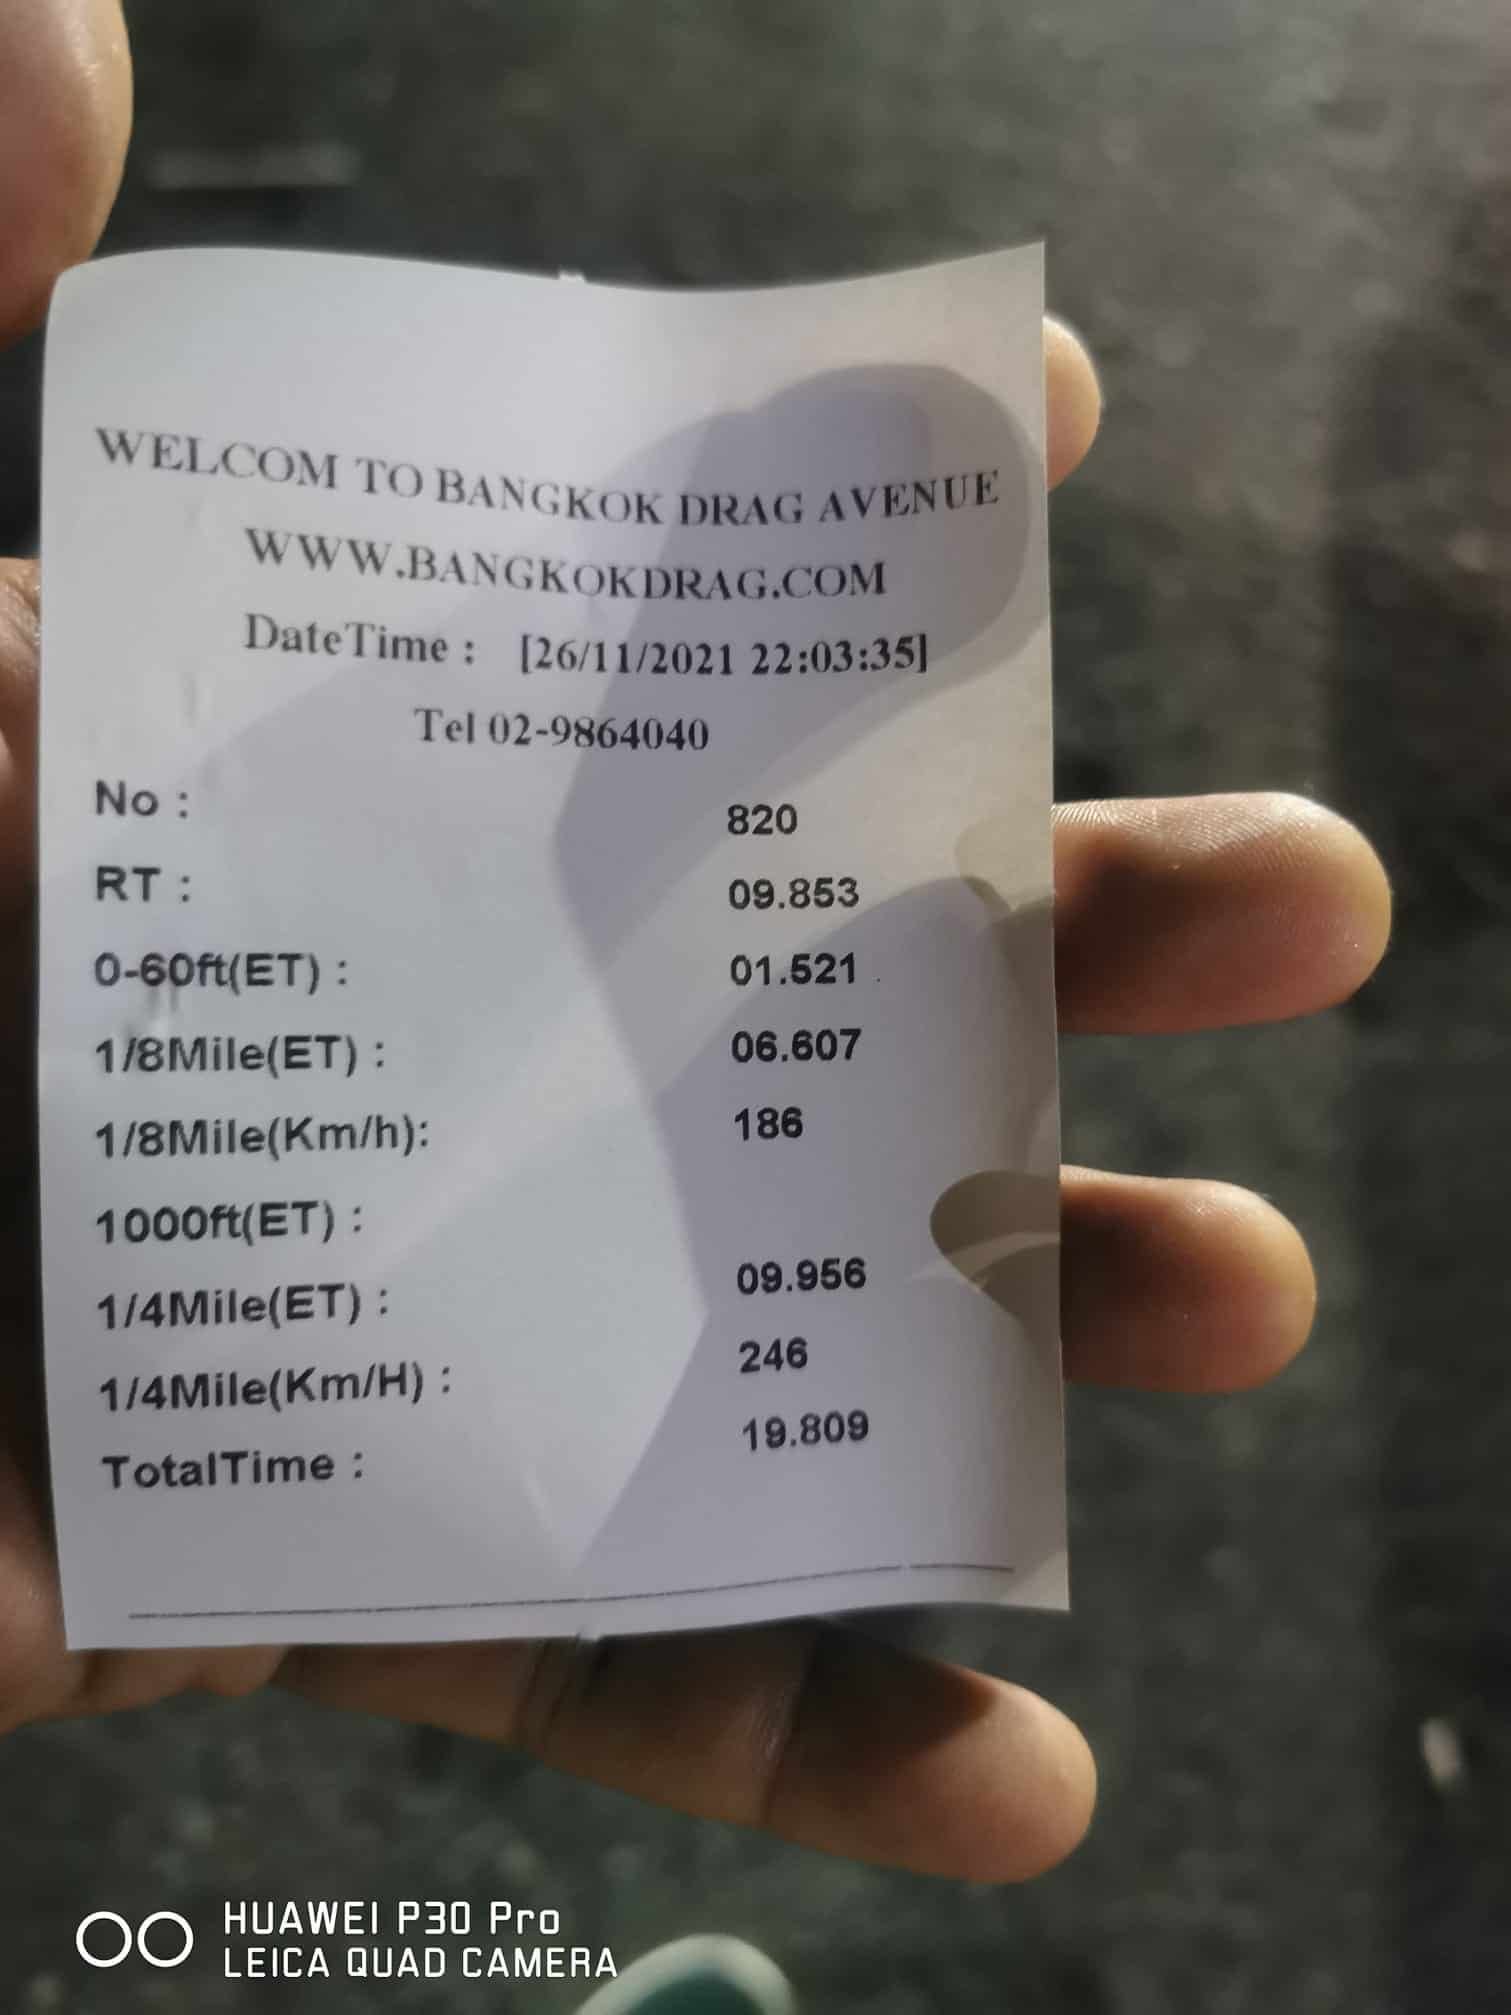 WELCOM TO BANGKOK DRAG AVENUE
WWW.BANGKOKDRAG.COM
DateTime : [26/11/2021 22:03:35]
Tel 02-9864040
No : 820
RT : 09.853
0-60ft(ET) : 01.521
1/8Mile(ET) : 06.607
1/8Mile(Km/h): 186
1000ft(ET) :
1/4Mile(ET) : 09.956
1/4Mile(Km/H) : 246
TotalTime : 19.809
HUAWEI P30 Pro
LEICA QUAD CAMERA